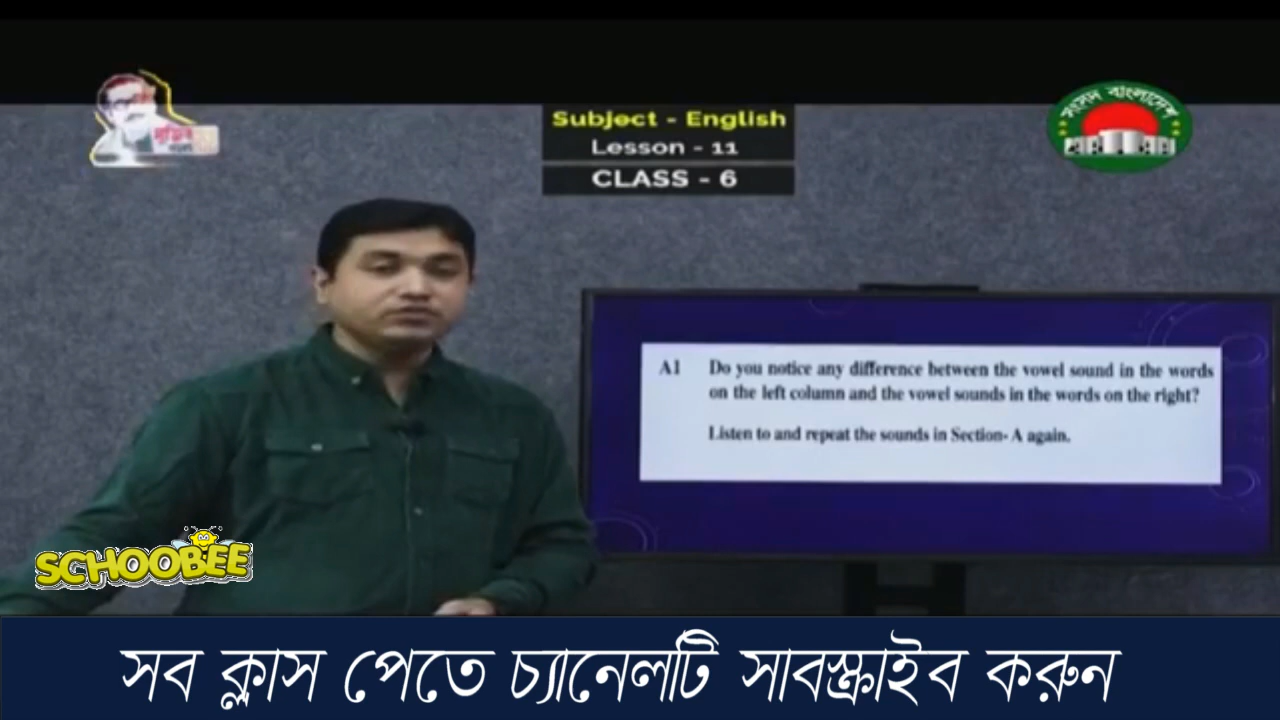 সংসদ বাংলাদেশ
Subject - English
Lesson - 11
CLASS - 6
A1 Do you notice any difference between the vowel sound in the words
on the left column and the vowel sounds in the words on the right?
Listen to and repeat the sounds in Section- A again.
SCHOOBEE
সব ক্লাস পেতে চ্যানেলটি সাবস্ক্রাইব করুন